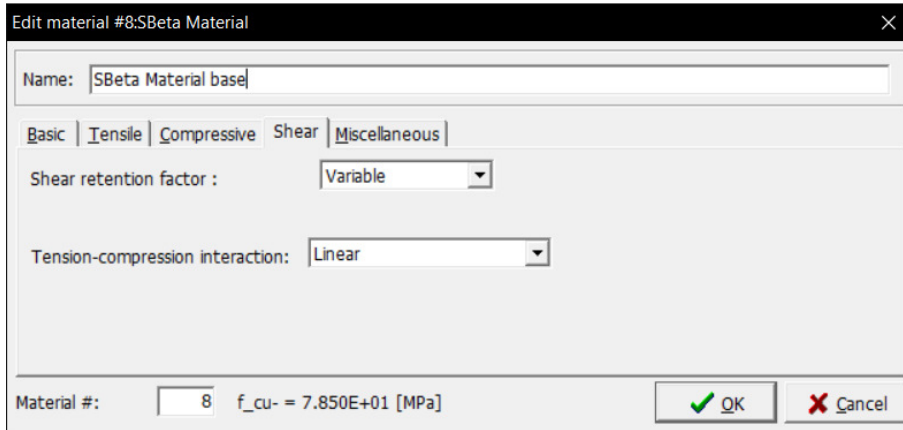 Edit material #8:SBeta Material
Name: SBeta Material base
Basic Tensile Compressive Shear Miscellaneous
Shear retention factor : Variable
Tension-compression interaction: Linear
Material #: 8 f_cu- = 7.850E+01 [MPa] OK Cancel